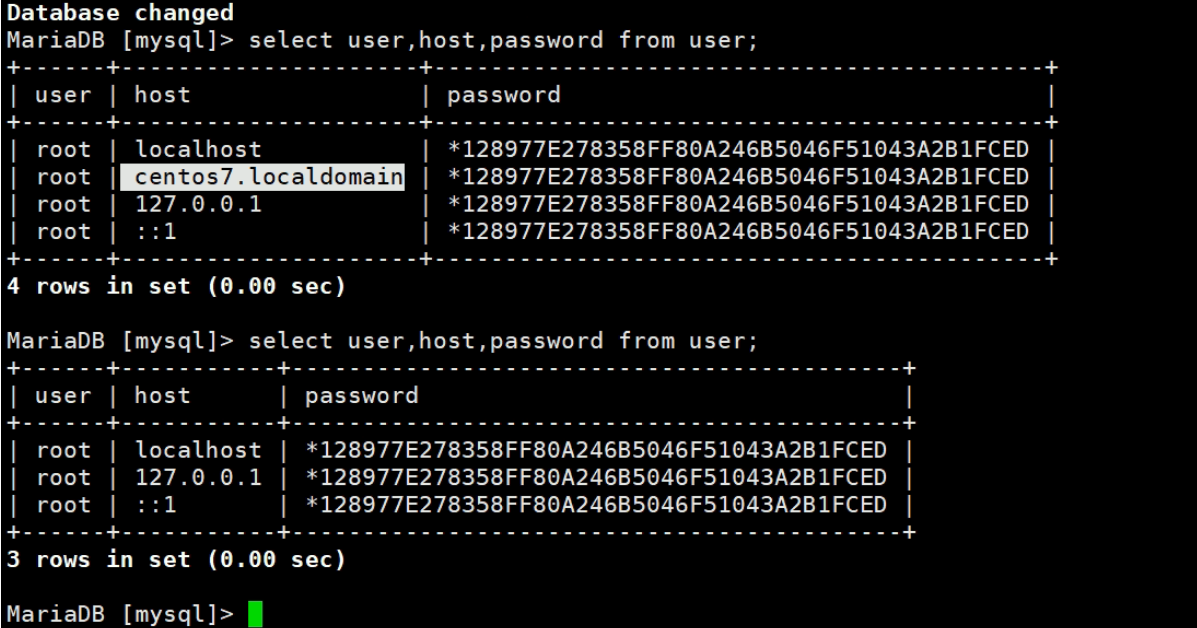 Database changed
MariaDB [mysql]> select user,host,password from user;
+------+---------------------+-------------------------------------------+
| user | host                | password                                  |
+------+---------------------+-------------------------------------------+
| root | localhost           | *128977E278358FF80A246B5046F51043A2B1FCED |
| root | centos7.localdomain | *128977E278358FF80A246B5046F51043A2B1FCED |
| root | 127.0.0.1           | *128977E278358FF80A246B5046F51043A2B1FCED |
| root | ::1                 | *128977E278358FF80A246B5046F51043A2B1FCED |
+------+---------------------+-------------------------------------------+
4 rows in set (0.00 sec)
MariaDB [mysql]> select user,host,password from user;
+------+-----------+-------------------------------------------+
| user | host      | password                                  |
+------+-----------+-------------------------------------------+
| root | localhost | *128977E278358FF80A246B5046F51043A2B1FCED |
| root | 127.0.0.1 | *128977E278358FF80A246B5046F51043A2B1FCED |
| root | ::1       | *128977E278358FF80A246B5046F51043A2B1FCED |
+------+-----------+-------------------------------------------+
3 rows in set (0.00 sec)
MariaDB [mysql]>